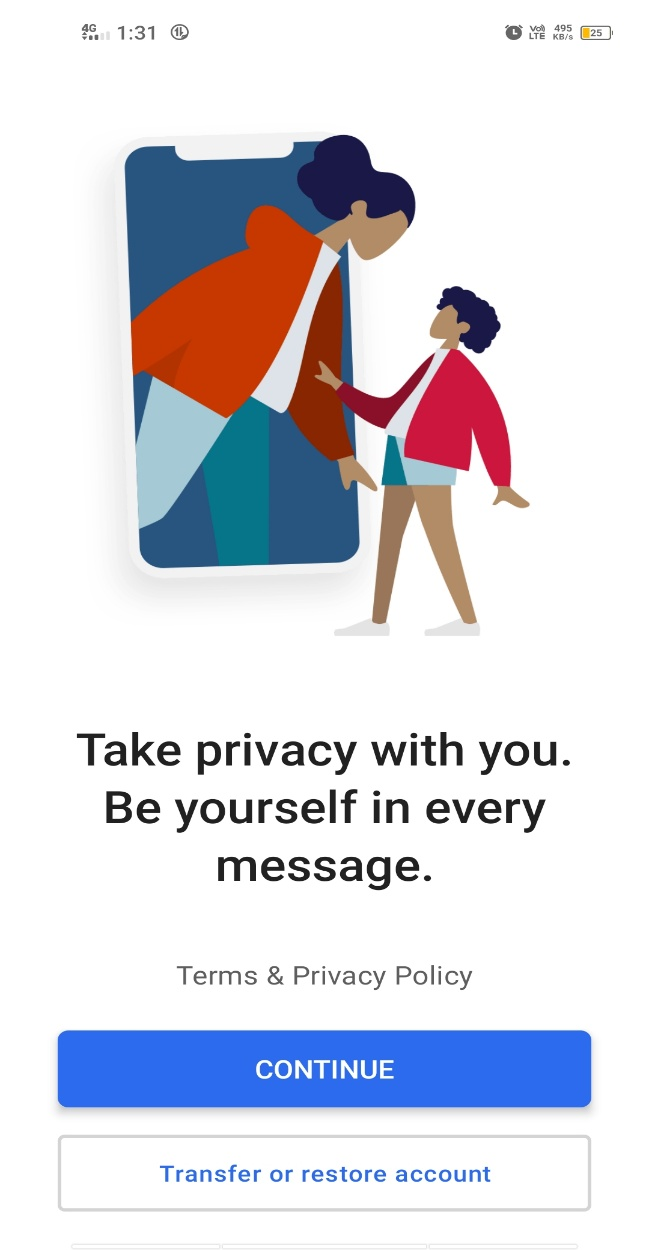 4G 1:31 Vo) LTE 495 KB/s 25
Take privacy with you.
Be yourself in every
message.
Terms & Privacy Policy
CONTINUE
Transfer or restore account